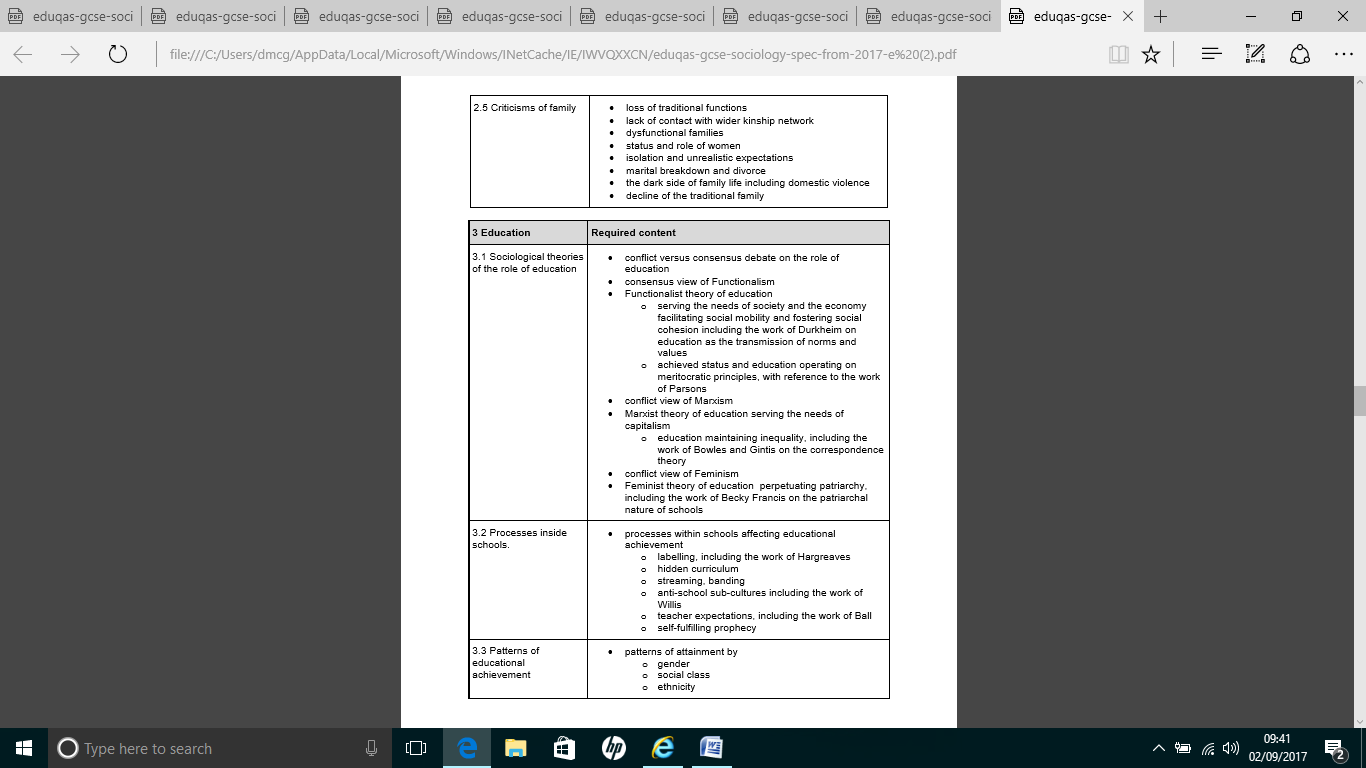 eduqas-gcse-soci
eduqas-gcse-soci
eduqas-gcse-soci
eduqas-gcse-soci
eduqas-gcse-soci
eduqas-gcse-soci
eduqas-gcse-soci
eduqas-gcse-
file:///C:/Users/dmcg/AppData/Local/Microsoft/Windows/INetCache/IE/IWVQXXCN/eduqas-gcse-sociology-spec-from-2017-e%20(2).pdf
2.5 Criticisms of family
• loss of traditional functions
• lack of contact with wider kinship network
• dysfunctional families
• status and role of women
• isolation and unrealistic expectations
• marital breakdown and divorce
• the dark side of family life including domestic violence
• decline of the traditional family
3 Education
Required content
3.1 Sociological theories
of the role of education
• conflict versus consensus debate on the role of
education
• consensus view of Functionalism
• Functionalist theory of education
o serving the needs of society and the economy
facilitating social mobility and fostering social
cohesion including the work of Durkheim on
education as the transmission of norms and
values
o achieved status and education operating on
meritocratic principles, with reference to the work
of Parsons
• conflict view of Marxism
• Marxist theory of education serving the needs of
capitalism
o education maintaining inequality, including the
work of Bowles and Gintis on the correspondence
theory
• conflict view of Feminism
• Feminist theory of education perpetuating patriarchy,
including the work of Becky Francis on the patriarchal
nature of schools
3.2 Processes inside
schools.
• processes within schools affecting educational
achievement
o labelling, including the work of Hargreaves
o hidden curriculum
o streaming, banding
o anti-school sub-cultures including the work of
Willis
o teacher expectations, including the work of Ball
o self-fulfilling prophecy
3.3 Patterns of
educational
achievement
• patterns of attainment by
o gender
o social class
o ethnicity
Type here to search
hp
09:41
02/09/2017
2